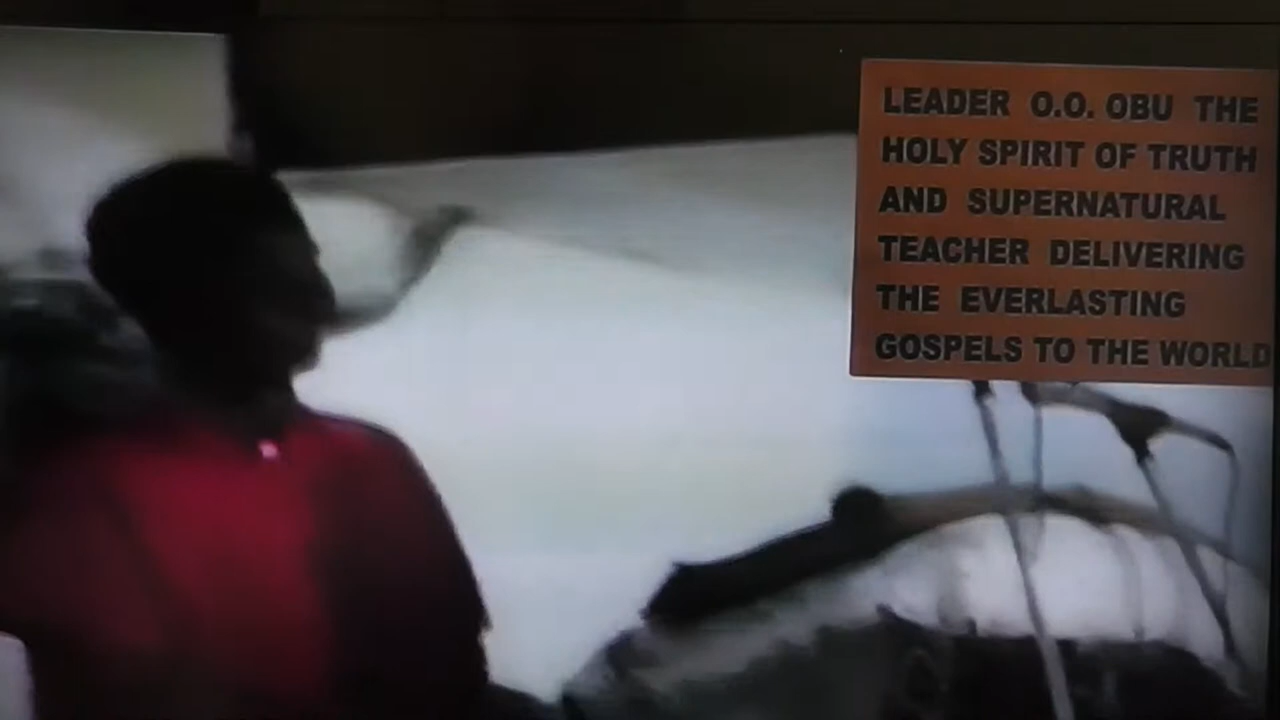 LEADER O.O. OBU THE
HOLY SPIRIT OF TRUTH
AND SUPERNATURAL
TEACHER DELIVERING
THE EVERLASTING
GOSPELS TO THE WORLD